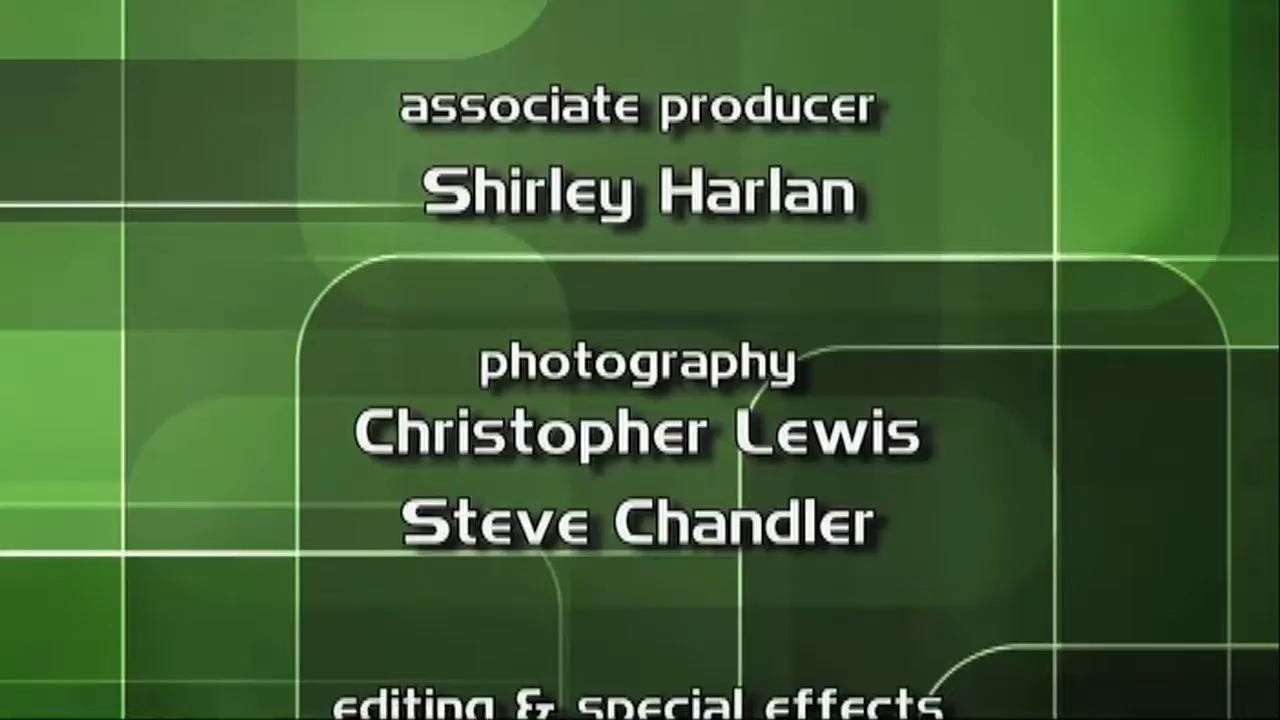 associate producer
Shirley Harlan
photography
Christopher Lewis
Steve Chandler
editing & special effects